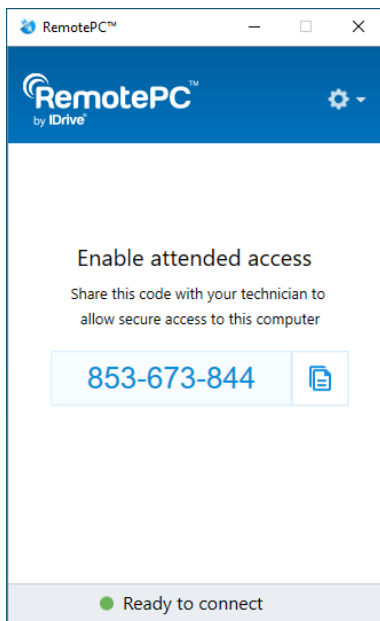 RemotePC™
RemotePC™
by IDrive®
Enable attended access
Share this code with your technician to
allow secure access to this computer
853-673-844
Ready to connect